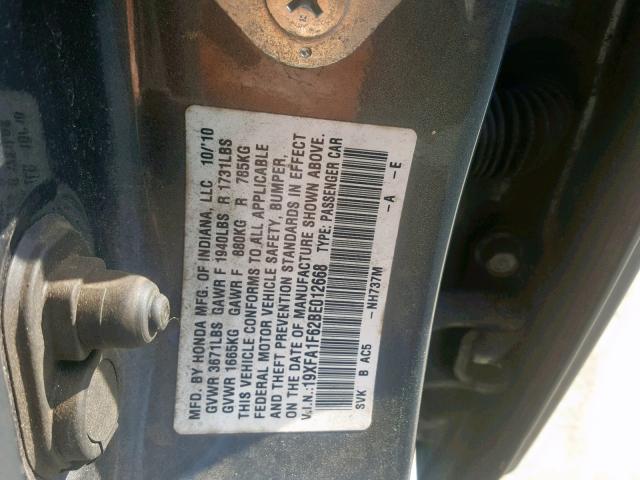 MFD. BY HONDA MFG. OF INDIANA, LLC 10/'10
GVWR 3671LBS GAWR F 1940LBS R 1731LBS
GVWR 1665KG GAWR F 880KG R 785KG
THIS VEHICLE CONFORMS TO ALL APPLICABLE
FEDERAL MOTOR VEHICLE SAFETY, BUMPER,
AND THEFT PREVENTION STANDARDS IN EFFECT
ON THE DATE OF MANUFACTURE SHOWN ABOVE.
V.I.N.: 19XFA1F62BE012668 TYPE: PASSENGER CAR
SVK B AC5 -NH737M -A -E